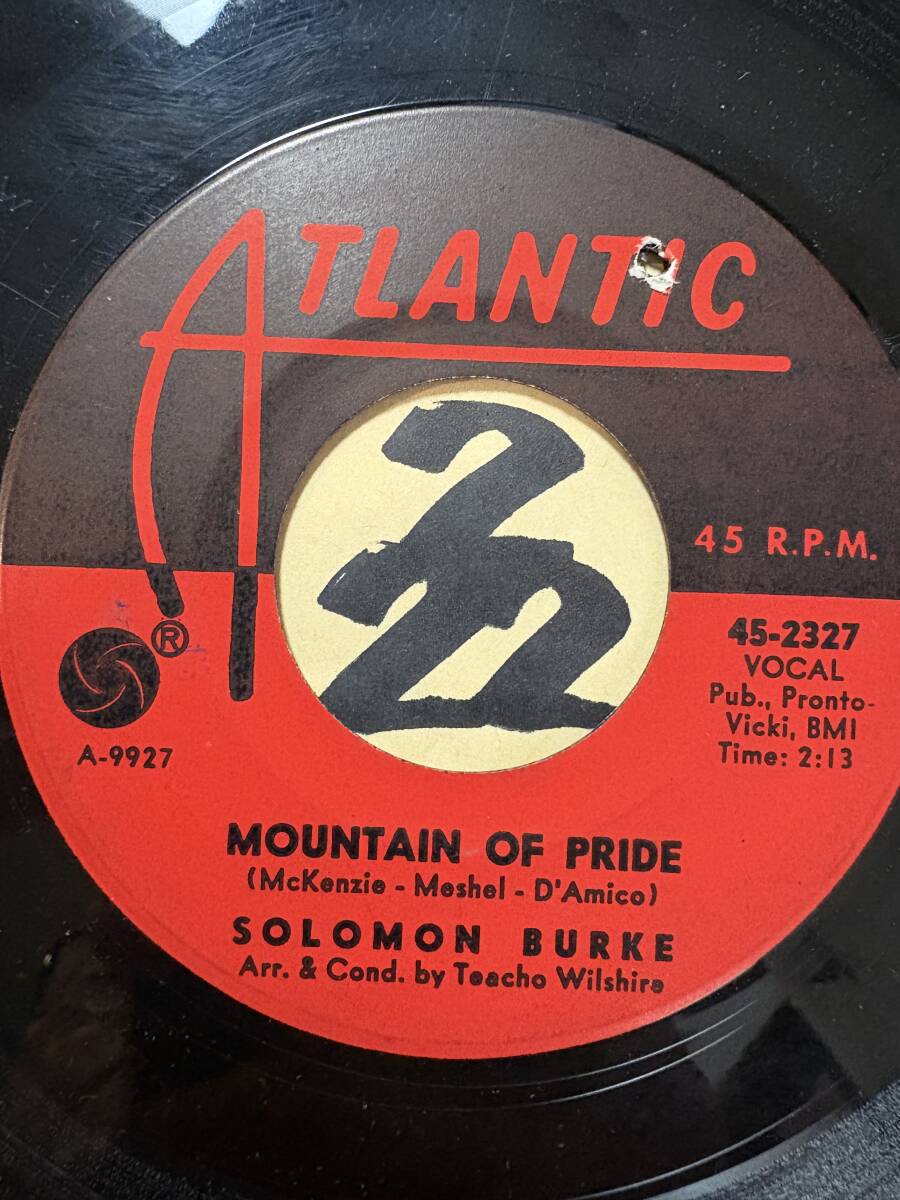 ATLANTIC
45 R.P.M.
45-2327
VOCAL
Pub., Pronto-
Vicki, BMI
Time: 2:13
®
A-9927
MOUNTAIN OF PRIDE
(McKenzie - Meshel - D'Amico)
SOLOMON BURKE
Arr. & Cond. by Teacho Wilshire